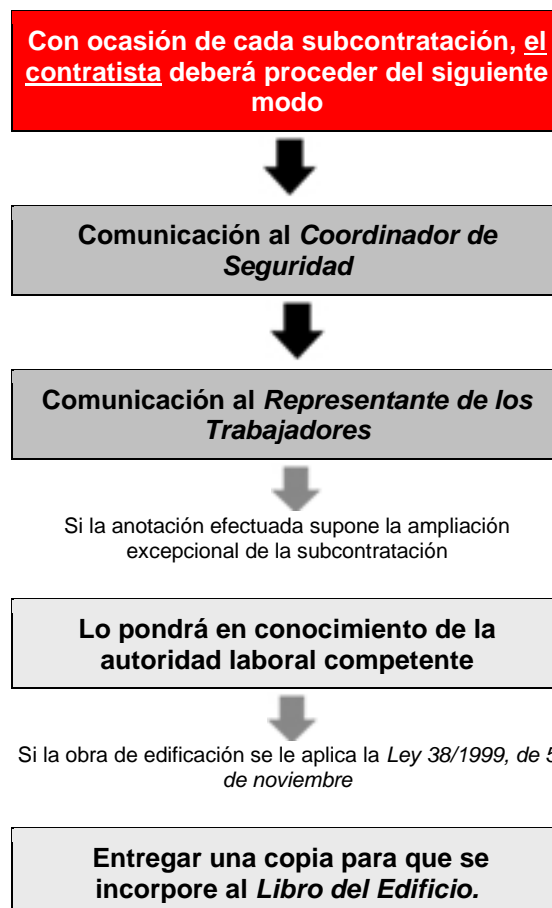 Con ocasión de cada subcontratación, el
contratista deberá proceder del siguiente
modo
Comunicación al Coordinador de
Seguridad
Comunicación al Representante de los
Trabajadores
Si la anotación efectuada supone la ampliación
excepcional de la subcontratación
Lo pondrá en conocimiento de la
autoridad laboral competente
Si la obra de edificación se le aplica la Ley 38/1999, de 5
de noviembre
Entregar una copia para que se
incorpore al Libro del Edificio.